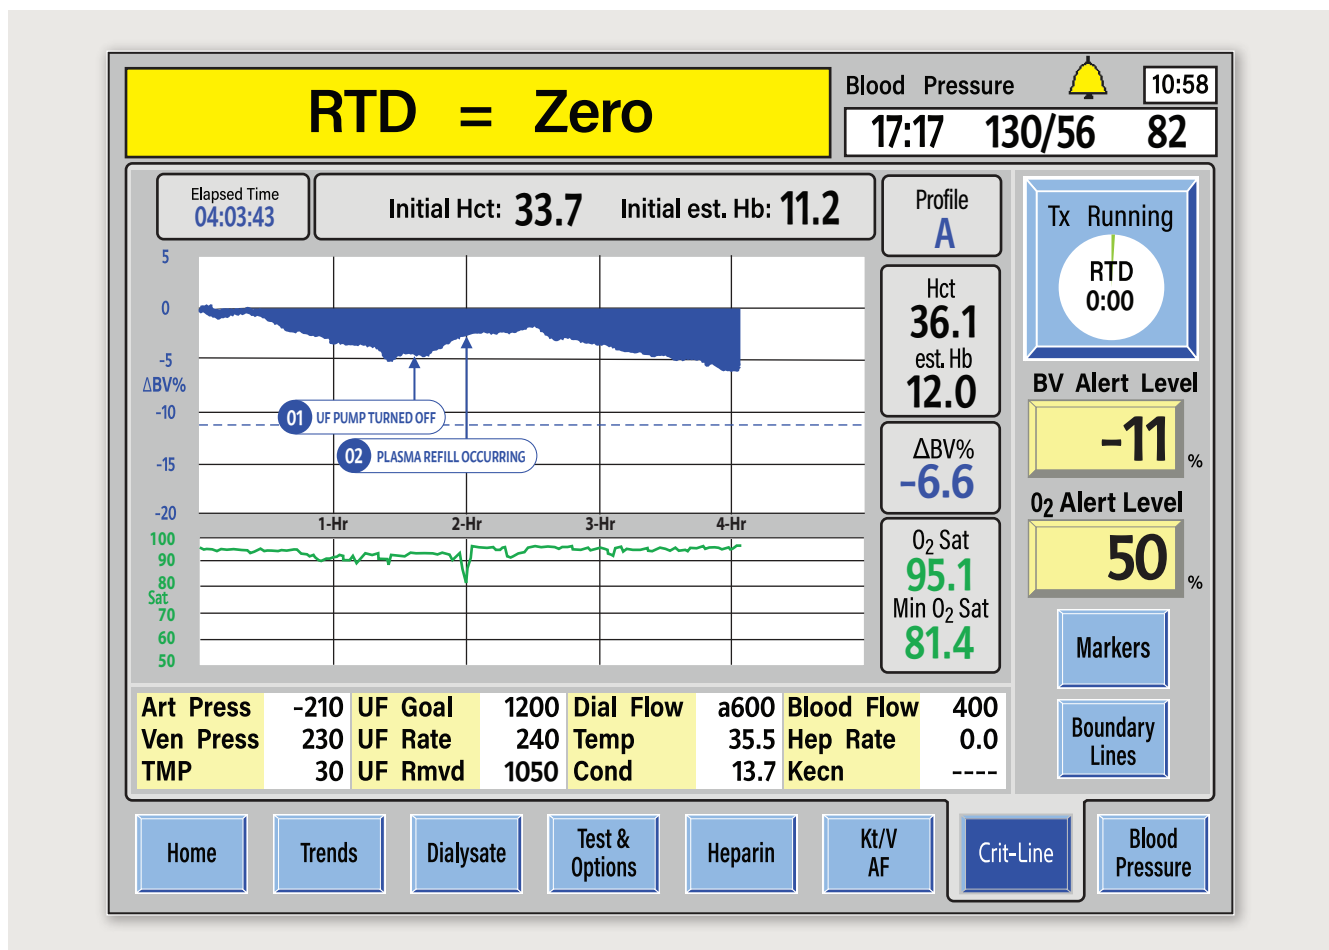 RTD = Zero
Blood Pressure
10:58
17:17 130/56 82
Elapsed Time
04:03:43
Initial Hct: 33.7 Initial est. Hb: 11.2
Profile
A
Tx Running
RTD
0:00
5
0
-5
ΔBV%
-10
-15
-20
01 UF PUMP TURNED OFF
02 PLASMA REFILL OCCURRING
1-Hr 2-Hr 3-Hr 4-Hr
100
90
80
Sat
70
60
50
Hct
36.1
est. Hb
12.0
ΔBV%
-6.6
O₂ Sat
95.1
Min O₂ Sat
81.4
BV Alert Level
-11 %
O₂ Alert Level
50 %
Markers
Boundary
Lines
Art Press -210 UF Goal 1200 Dial Flow a600 Blood Flow 400
Ven Press 230 UF Rate 240 Temp 35.5 Hep Rate 0.0
TMP 30 UF Rmvd 1050 Cond 13.7 Kecn ----
Home
Trends
Dialysate
Test &
Options
Heparin
Kt/V
AF
Crit-Line
Blood
Pressure